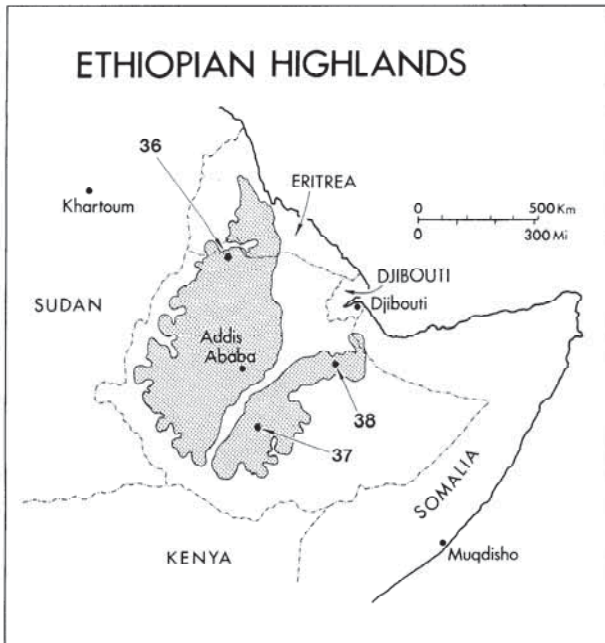 ETHIOPIAN HIGHLANDS
36
ERITREA
Khartoum
500 Km
0
0
300 Mi
DJIBOUTI
Djibouti
SUDAN
Addis
Ababa
38
37
SOMALIA
KENYA
Muqdisho